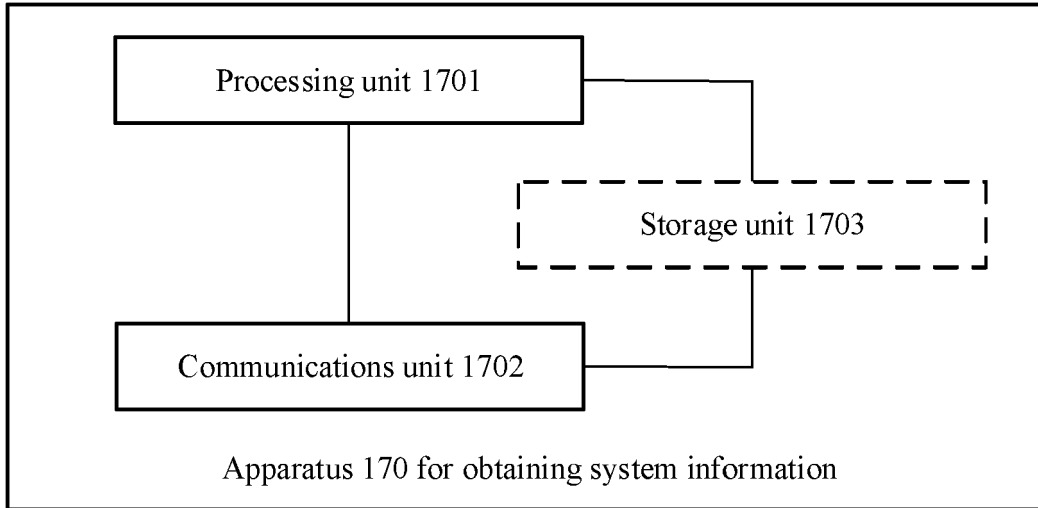 Processing unit 1701
Storage unit 1703
Communications unit 1702
Apparatus 170 for obtaining system information